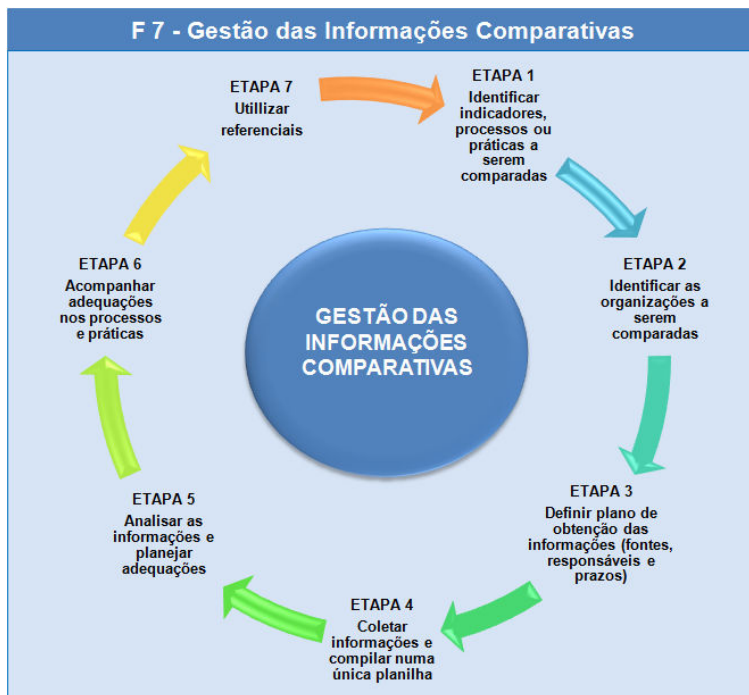 F 7 - Gestão das Informações Comparativas
ETAPA 1
Identificar
indicadores,
processos ou
práticas a
serem
comparadas
ETAPA 2
Identificar as
organizações a
serem
comparadas
ETAPA 3
Definir plano de
obtenção das
informações (fontes,
responsáveis e
prazos)
ETAPA 4
Coletar
informações e
compilar numa
única planilha
ETAPA 5
Analisar as
informações e
planejar
adequações
ETAPA 6
Acompanhar
adequações
nos processos
e práticas
ETAPA 7
Utillizar
referenciais
GESTÃO DAS
INFORMAÇÕES
COMPARATIVAS